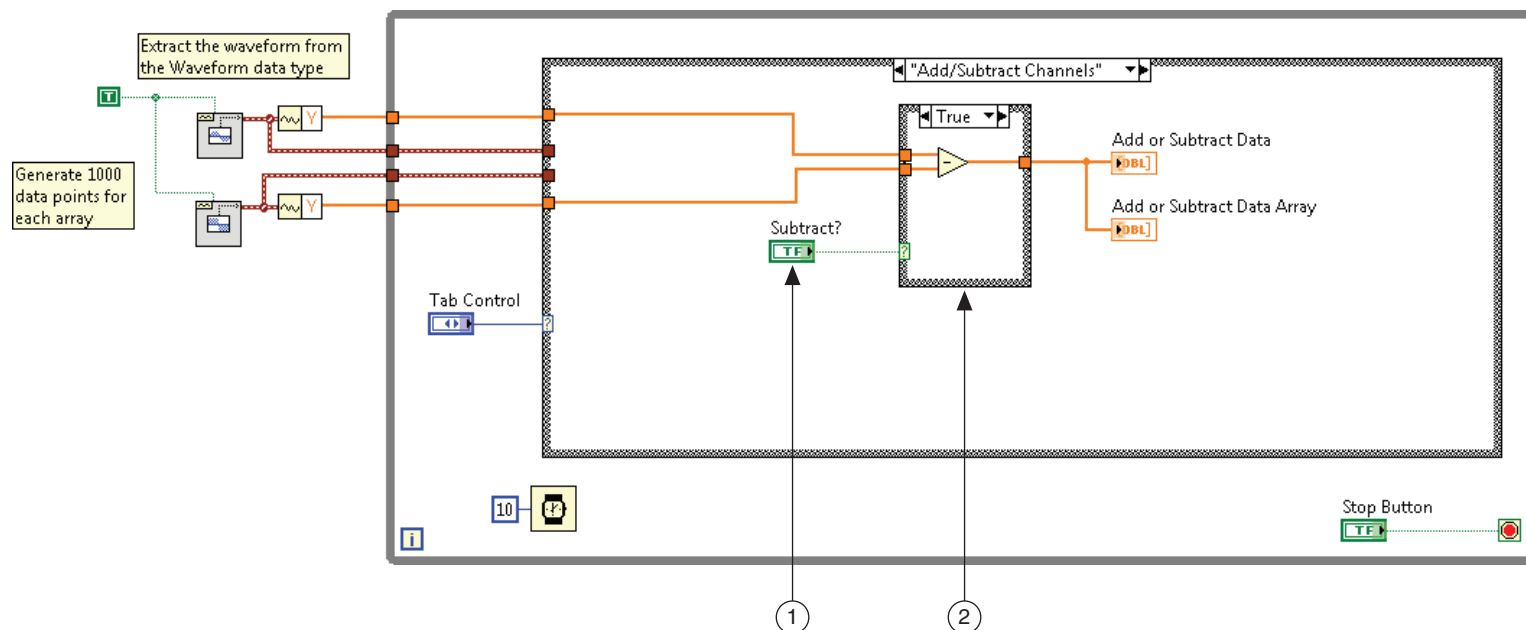 Extract the waveform from
the Waveform data type
T
Y
Generate 1000
data points for
each array
Y
"Add/Subtract Channels"
True
Add or Subtract Data
DBL]
Add or Subtract Data Array
DBL]
Subtract?
TF
?
Tab Control
?
10
i
Stop Button
TF
1
2